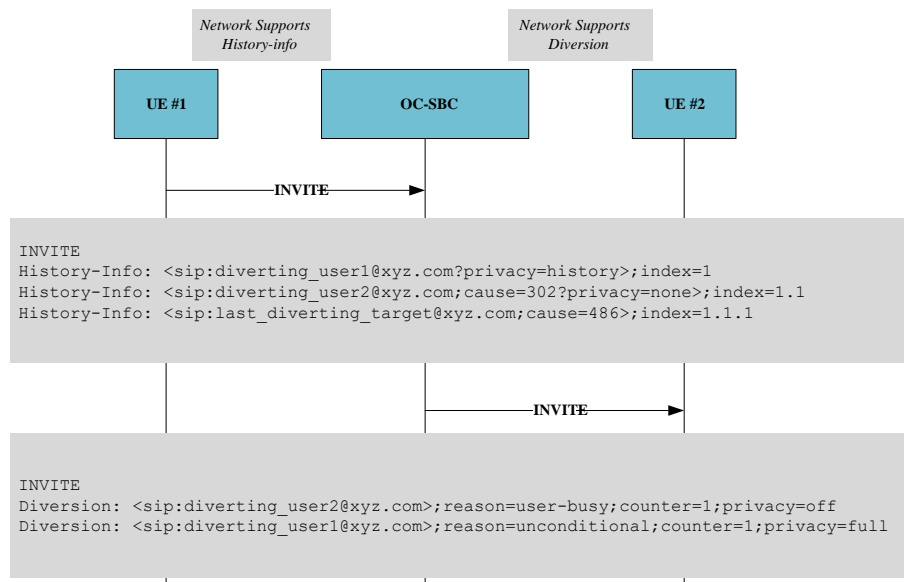 Network Supports
History-info
Network Supports
Diversion
UE #1
OC-SBC
UE #2
INVITE
INVITE
History-Info: <sip:diverting_user1@xyz.com?privacy=history>;index=1
History-Info: <sip:diverting_user2@xyz.com;cause=302?privacy=none>;index=1.1
History-Info: <sip:last_diverting_target@xyz.com;cause=486>;index=1.1.1
INVITE
INVITE
Diversion: <sip:diverting_user2@xyz.com>;reason=user-busy;counter=1;privacy=off
Diversion: <sip:diverting_user1@xyz.com>;reason=unconditional;counter=1;privacy=full